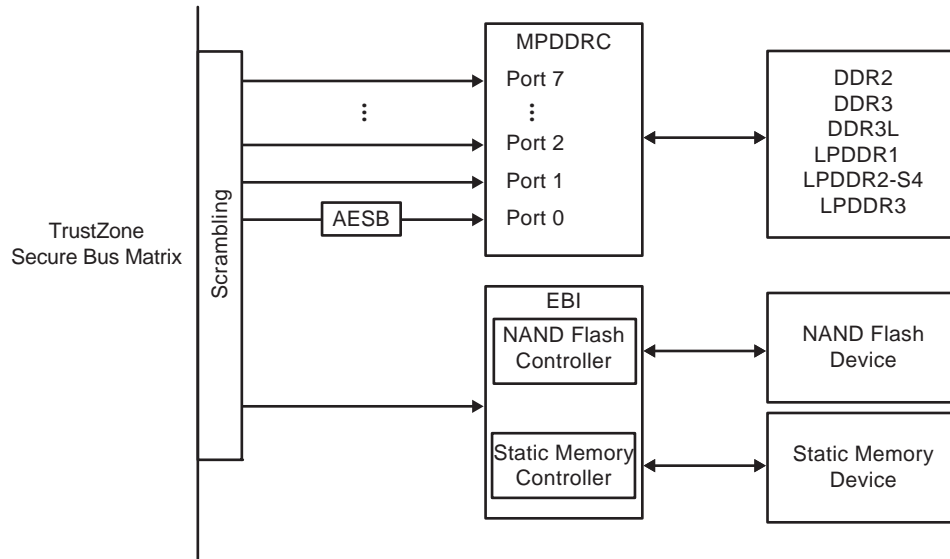 TrustZone
Secure Bus Matrix
Scrambling
AESB
MPDDRC
Port 7
Port 2
Port 1
Port 0
DDR2
DDR3
DDR3L
LPDDR1
LPDDR2-S4
LPDDR3
EBI
NAND Flash
Controller
Static Memory
Controller
NAND Flash
Device
Static Memory
Device